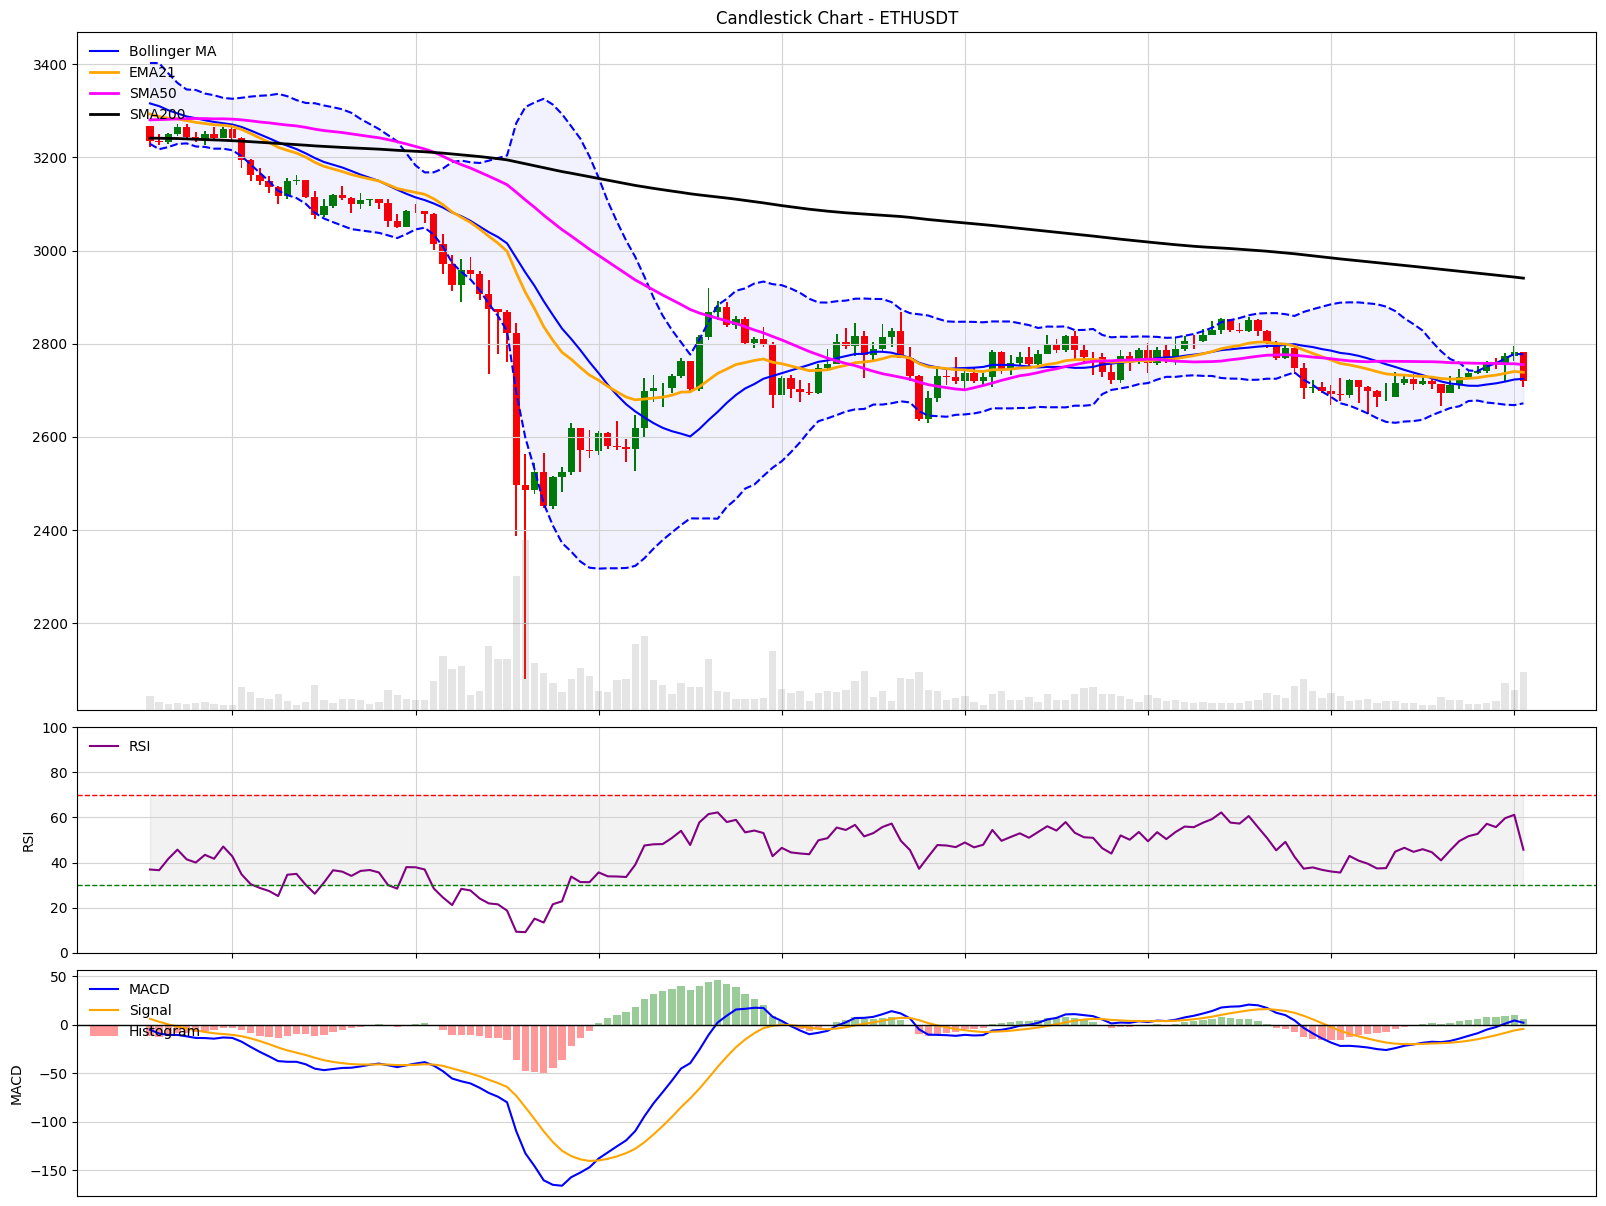 Candlestick Chart - ETHUSDT
Bollinger MA
EMA21
SMA50
SMA200
3400
3200
3000
2800
2600
2400
2200
RSI
100
80
60
40
20
0
RSI
MACD
Signal
Histogram
50
0
−50
−100
−150
MACD